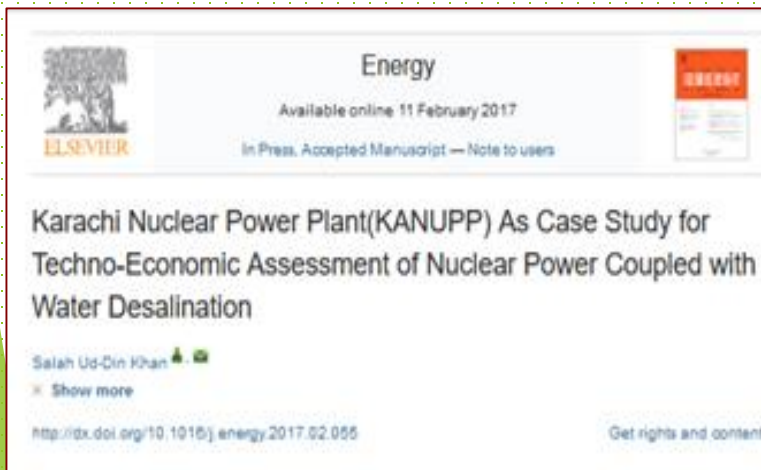 Energy
Available online 11 February 2017
In Press, Accepted Manuscript — Note to users
ELSEVIER
Karachi Nuclear Power Plant(KANUPP) As Case Study for
Techno-Economic Assessment of Nuclear Power Coupled with
Water Desalination
Salah Ud-Din Khan
Show more
http://dx.doi.org/10.1016/j.energy.2017.02.055
Get rights and content